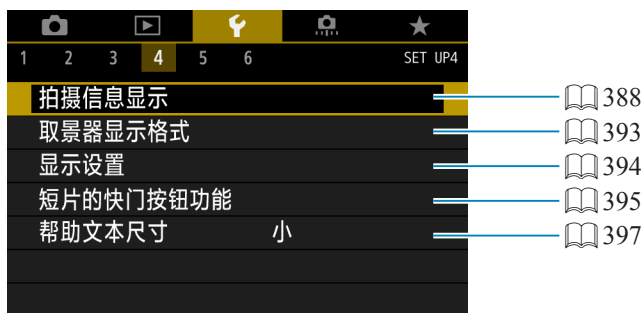 1 2 3 4 5 6 SET UP4
拍摄信息显示 388
取景器显示格式 393
显示设置 394
短片的快门按钮功能 395
帮助文本尺寸 小 397